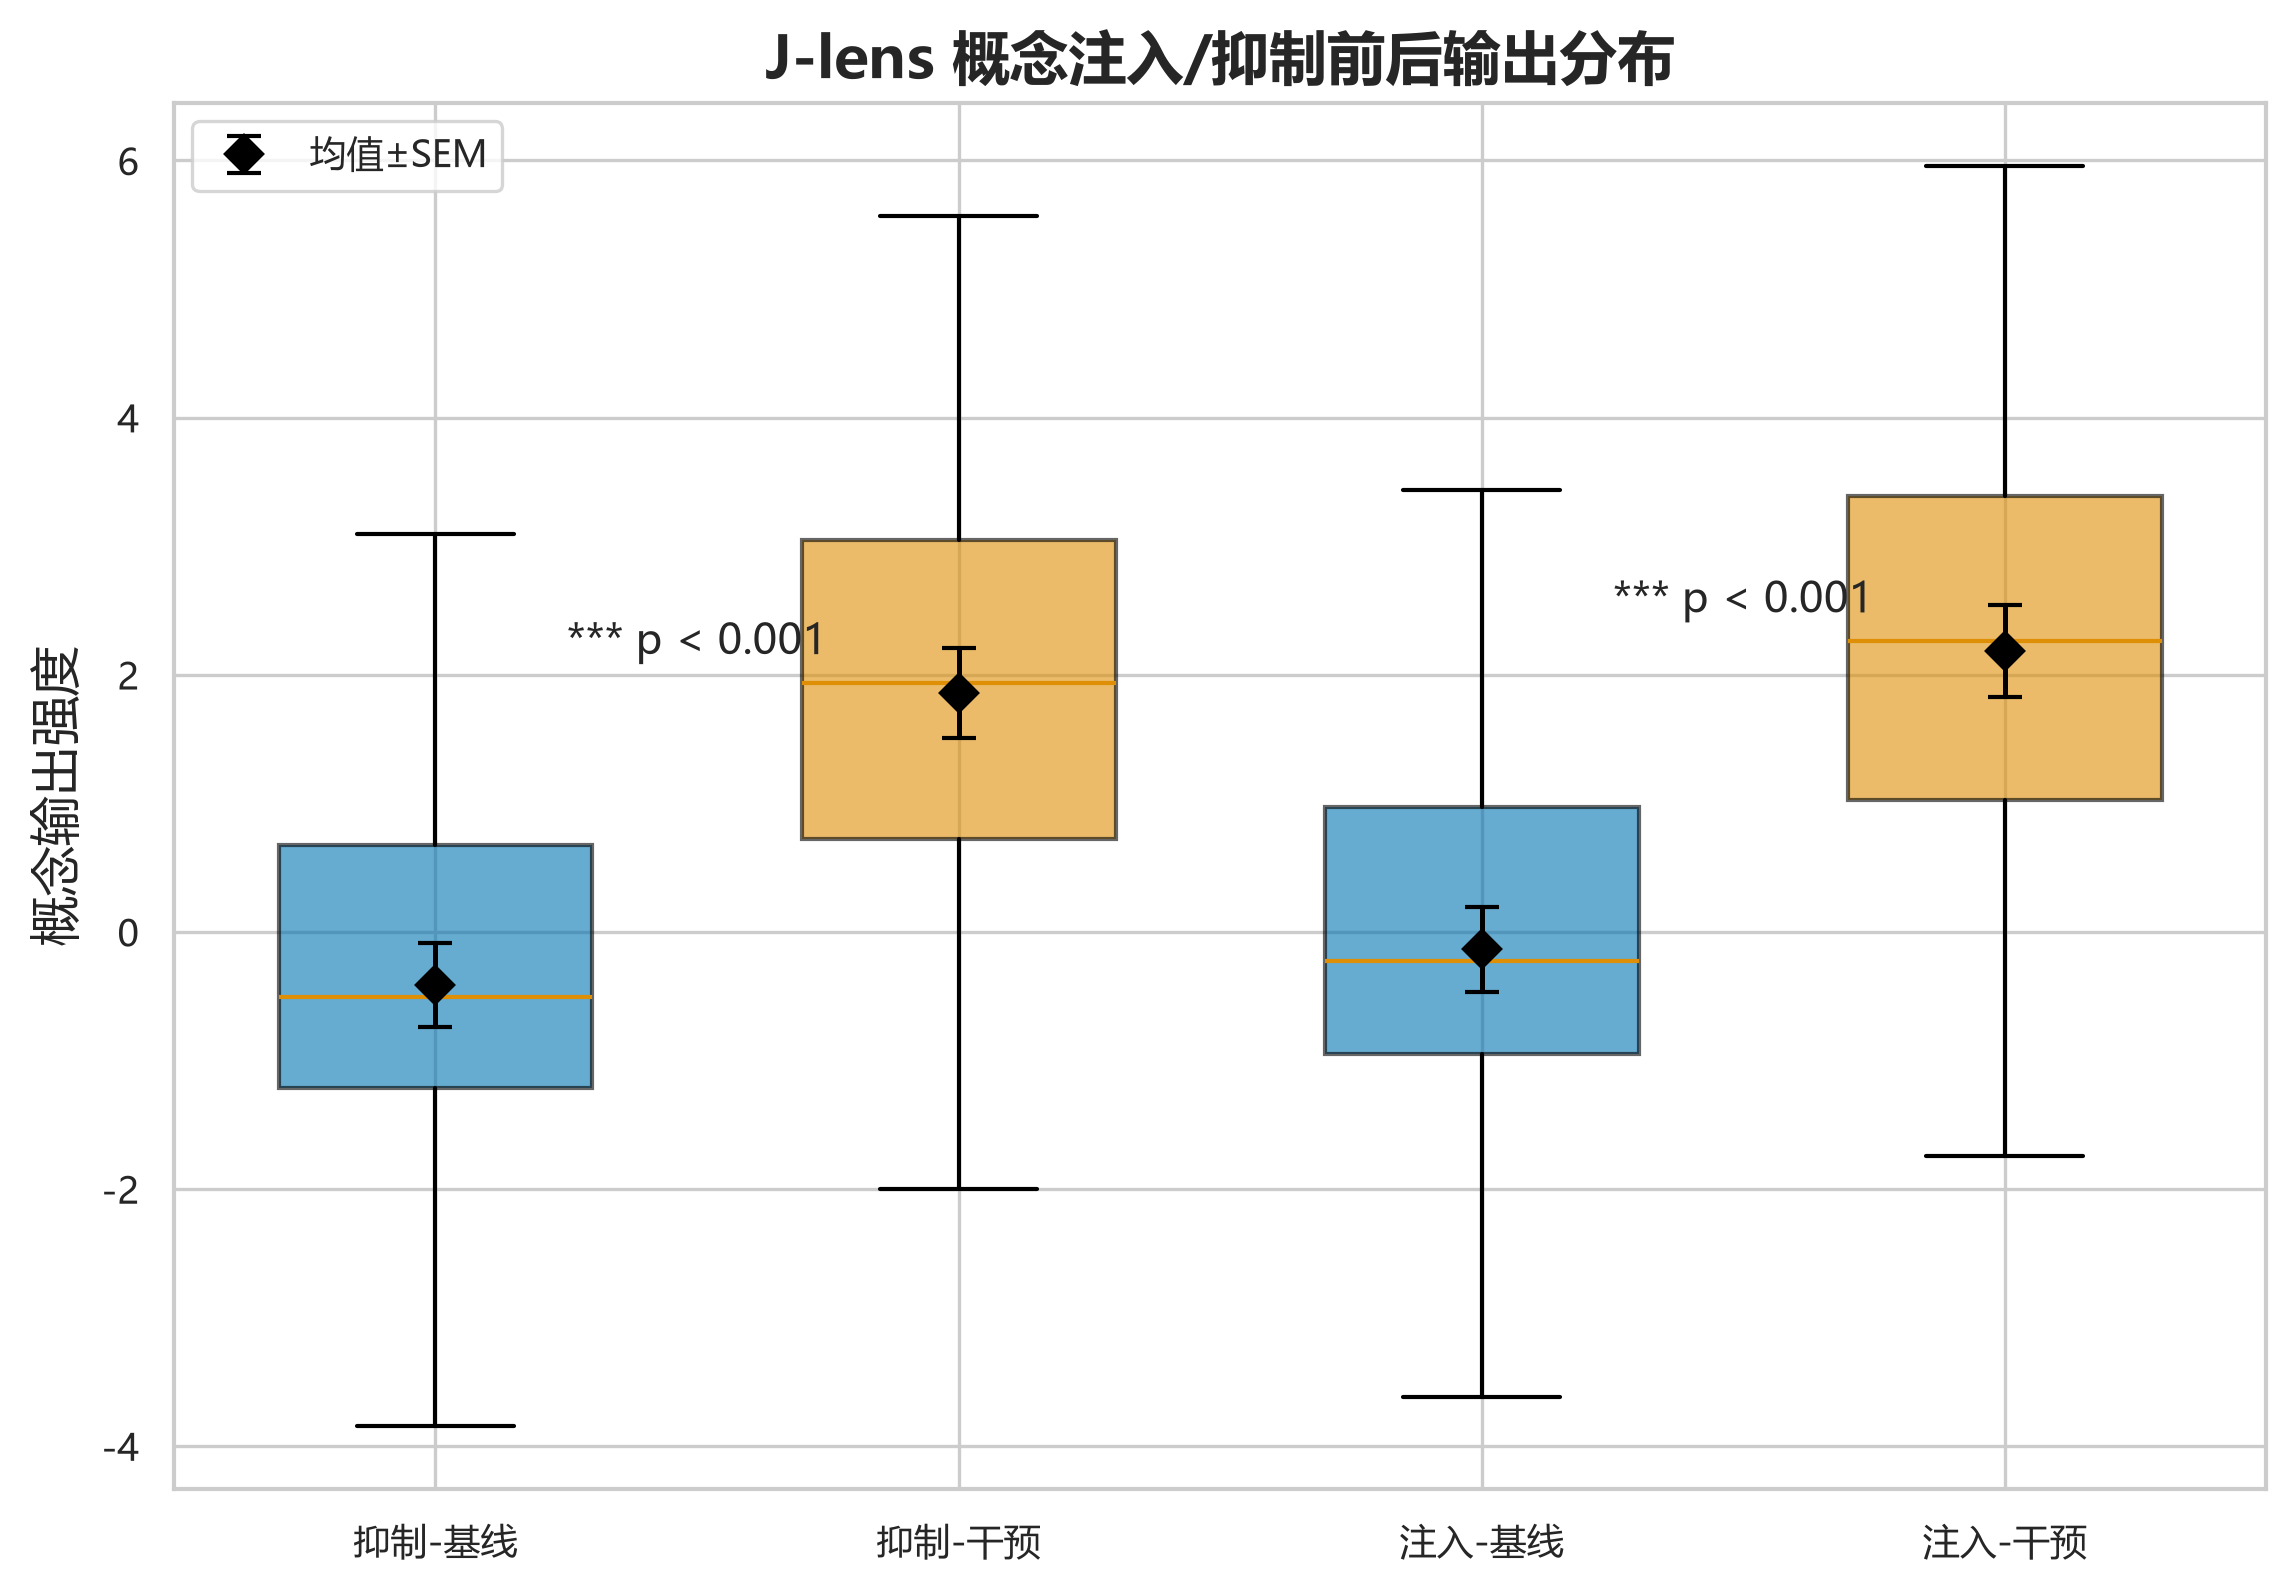 J-lens 概念注入/抑制前后输出分布
均值±SEM
概念输出强度
6
4
2
0
-2
-4
*** p < 0.001
*** p < 0.001
抑制-基线
抑制-干预
注入-基线
注入-干预